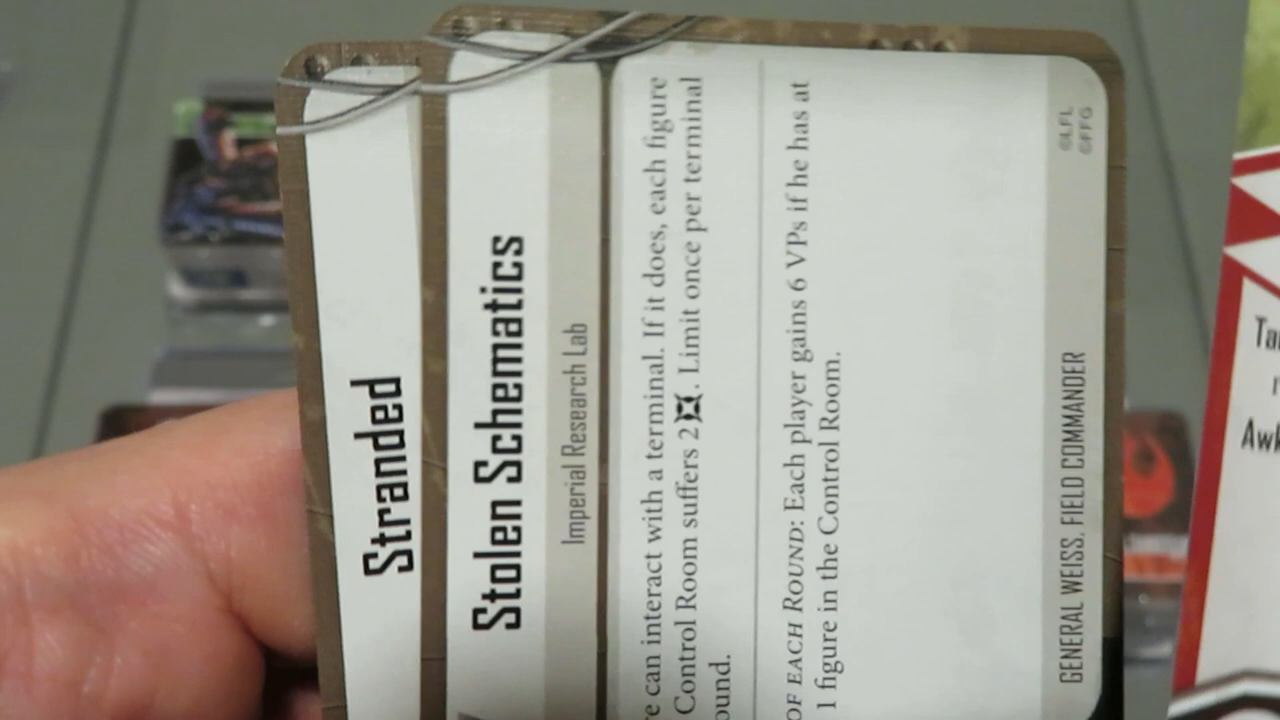 Stranded
Stolen Schematics
Imperial Research Lab
can interact with a terminal. If it does, each figure
Control Room suffers 2 . Limit once per terminal
OF EACH ROUND: Each player gains 6 VPs if he has at
1 figure in the Control Room.
GENERAL WEISS, FIELD COMMANDER
©LFL
©FFG